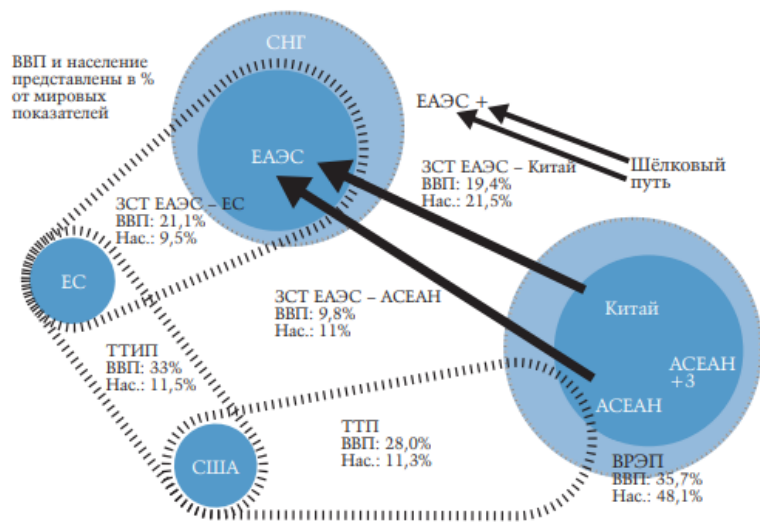 ВВП и население
представлены в %
от мировых
показателей
СНГ
ЕАЭС
ЕАЭС +
Шёлковый
путь
ЗСТ ЕАЭС – Китай
ВВП: 19,4%
Нас.: 21,5%
ЗСТ ЕАЭС – ЕС
ВВП: 21,1%
Нас.: 9,5%
ЕС
ЗСТ ЕАЭС – АСЕАН
ВВП: 9,8%
Нас.: 11%
Китай
АСЕАН
+3
АСЕАН
ТТИП
ВВП: 33%
Нас.: 11,5%
США
ТТП
ВВП: 28,0%
Нас.: 11,3%
ВРЭП
ВВП: 35,7%
Нас.: 48,1%